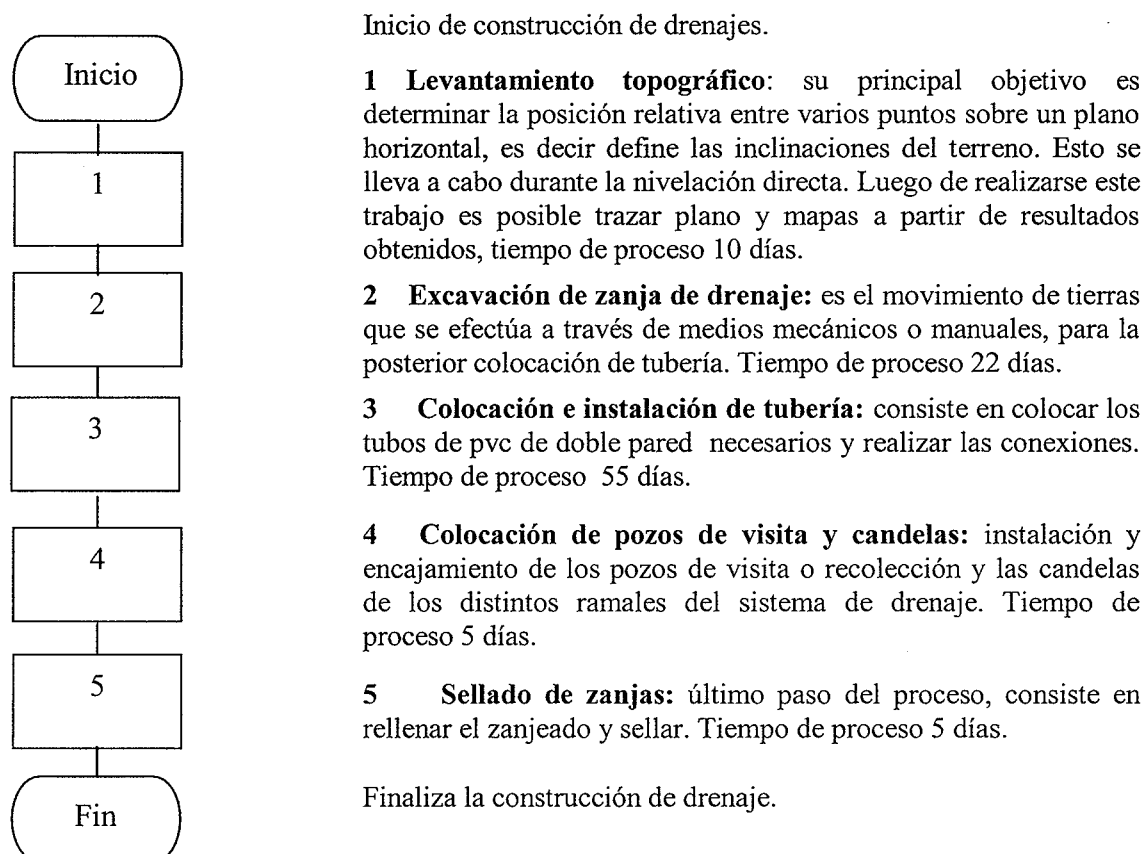 Inicio de construcción de drenajes.
Inicio
1 Levantamiento topográfico: su principal objetivo es
determinar la posición relativa entre varios puntos sobre un plano
horizontal, es decir define las inclinaciones del terreno. Esto se
lleva a cabo durante la nivelación directa. Luego de realizarse este
trabajo es posible trazar plano y mapas a partir de resultados
obtenidos, tiempo de proceso 10 días.
1
2 Excavación de zanja de drenaje: es el movimiento de tierras
que se efectúa a través de medios mecánicos o manuales, para la
posterior colocación de tubería. Tiempo de proceso 22 días.
2
3 Colocación e instalación de tubería: consiste en colocar los
tubos de pvc de doble pared necesarios y realizar las conexiones.
Tiempo de proceso 55 días.
3
4 Colocación de pozos de visita y candelas: instalación y
encajamiento de los pozos de visita o recolección y las candelas
de los distintos ramales del sistema de drenaje. Tiempo de
proceso 5 días.
4
5 Sellado de zanjas: último paso del proceso, consiste en
rellenar el zanjeado y sellar. Tiempo de proceso 5 días.
5
Finaliza la construcción de drenaje.
Fin